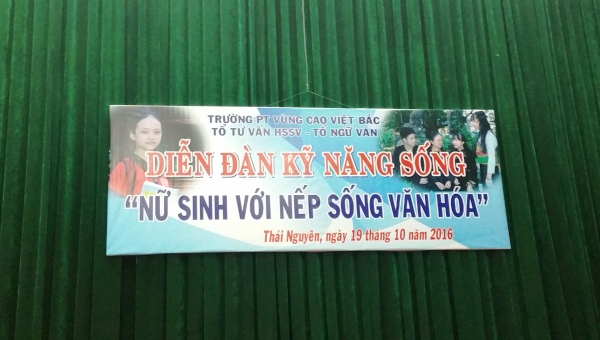 TRƯỜNG PT VÙNG CAO VIỆT BẮC
TỔ TƯ VẤN HSSV - TỔ NGỮ VĂN
DIỄN ĐÀN KỸ NĂNG SỐNG
“NỮ SINH VỚI NẾP SỐNG VĂN HÓA”
Thái Nguyên, ngày 19 tháng 10 năm 2016